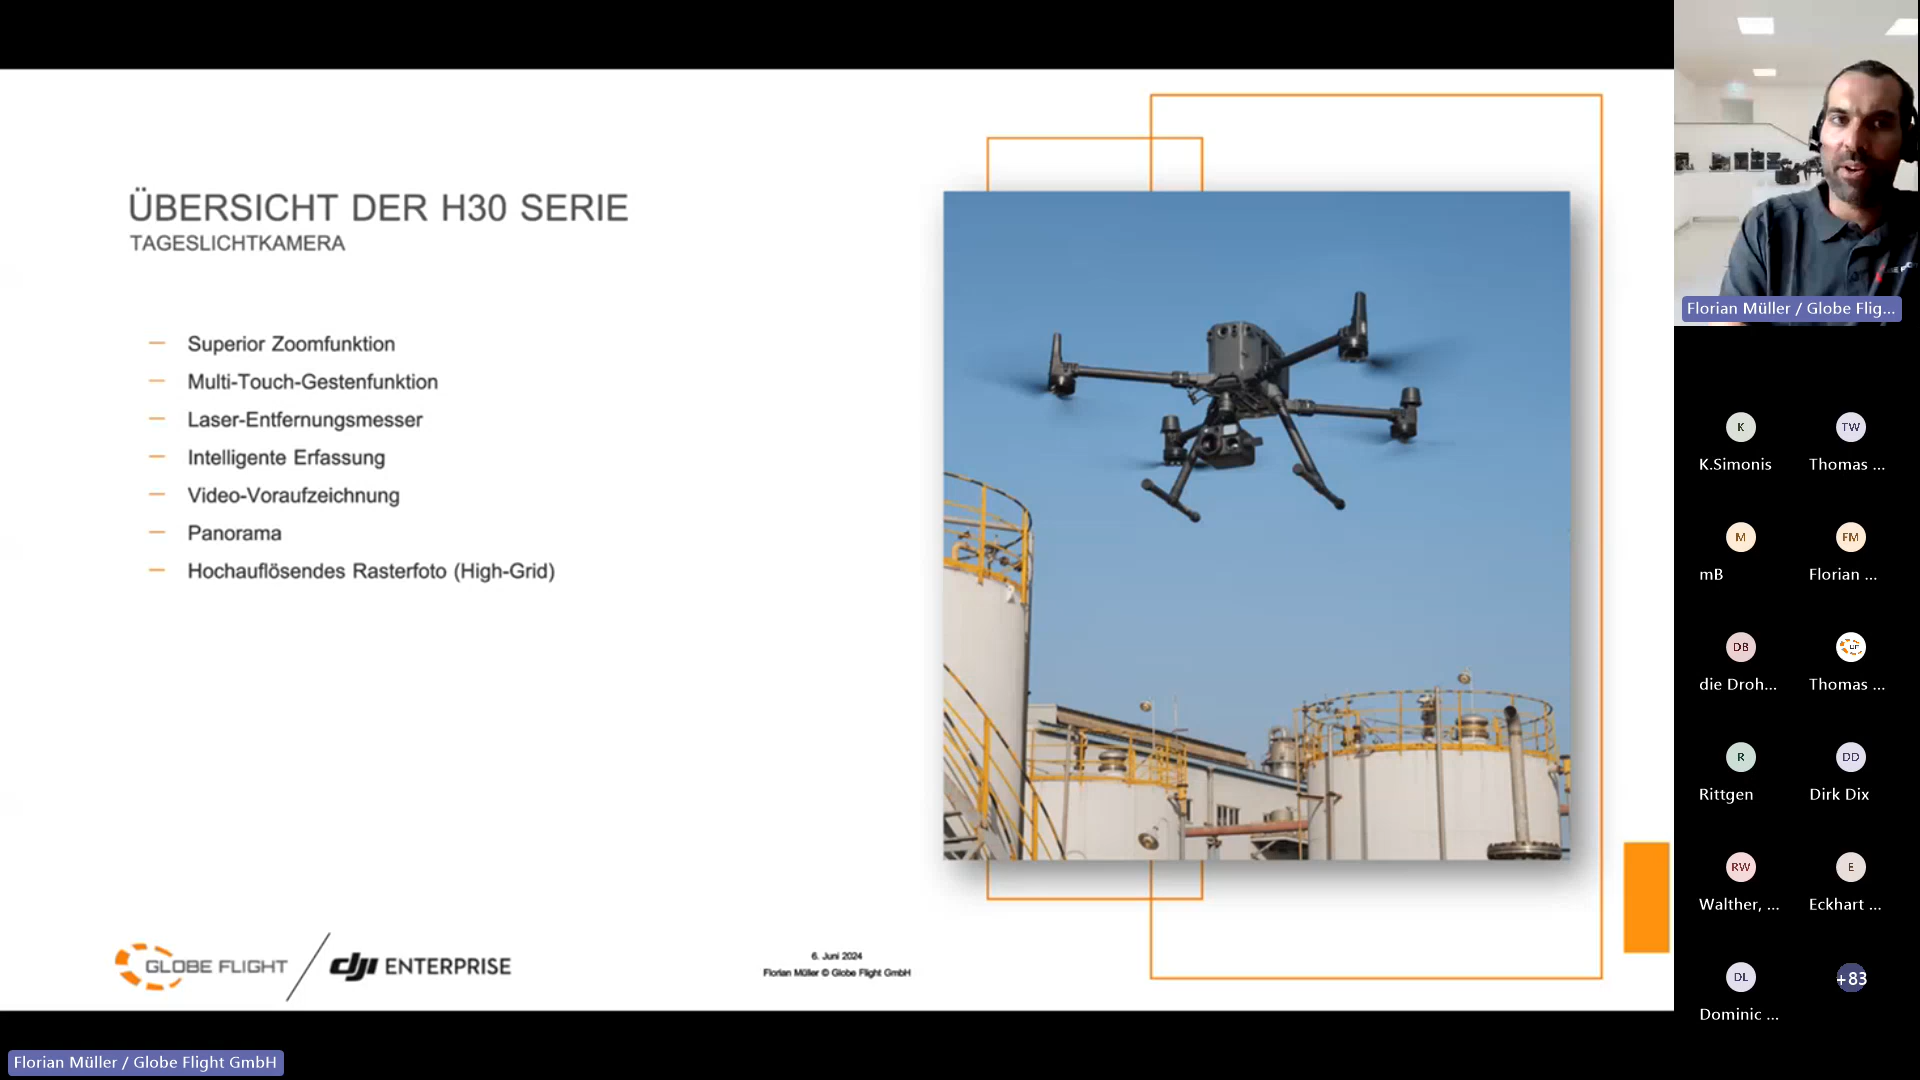 ÜBERSICHT DER H30 SERIE
TAGESLICHTKAMERA
Superior Zoomfunktion
Multi-Touch-Gestenfunktion
Laser-Entfernungsmesser
Intelligente Erfassung
Video-Voraufzeichnung
Panorama
Hochauflösendes Rasterfoto (High-Grid)
GLOBE FLIGHT
dji ENTERPRISE
6. Juni 2024
Florian Müller © Globe Flight GmbH
Florian Müller / Globe Flight GmbH
Florian Müller / Globe Flig...
K
TW
K.Simonis
Thomas ...
M
FM
mB
Florian ...
DB
GF
die Droh...
Thomas ...
R
DD
Rittgen
Dirk Dix
RW
E
Walther, ...
Eckhart ...
DL
+83
Dominic ...